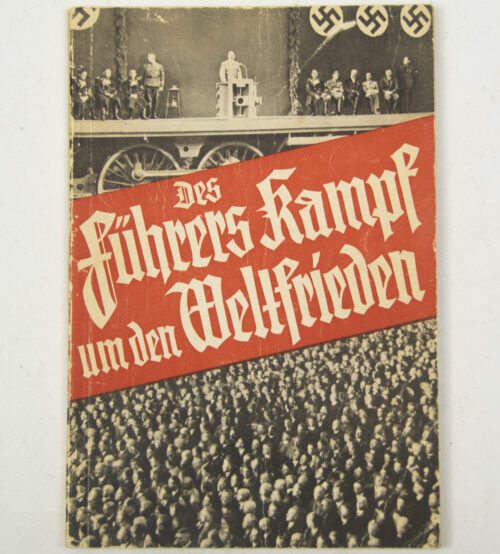 Des
Führers Kampf
um den Weltfrieden